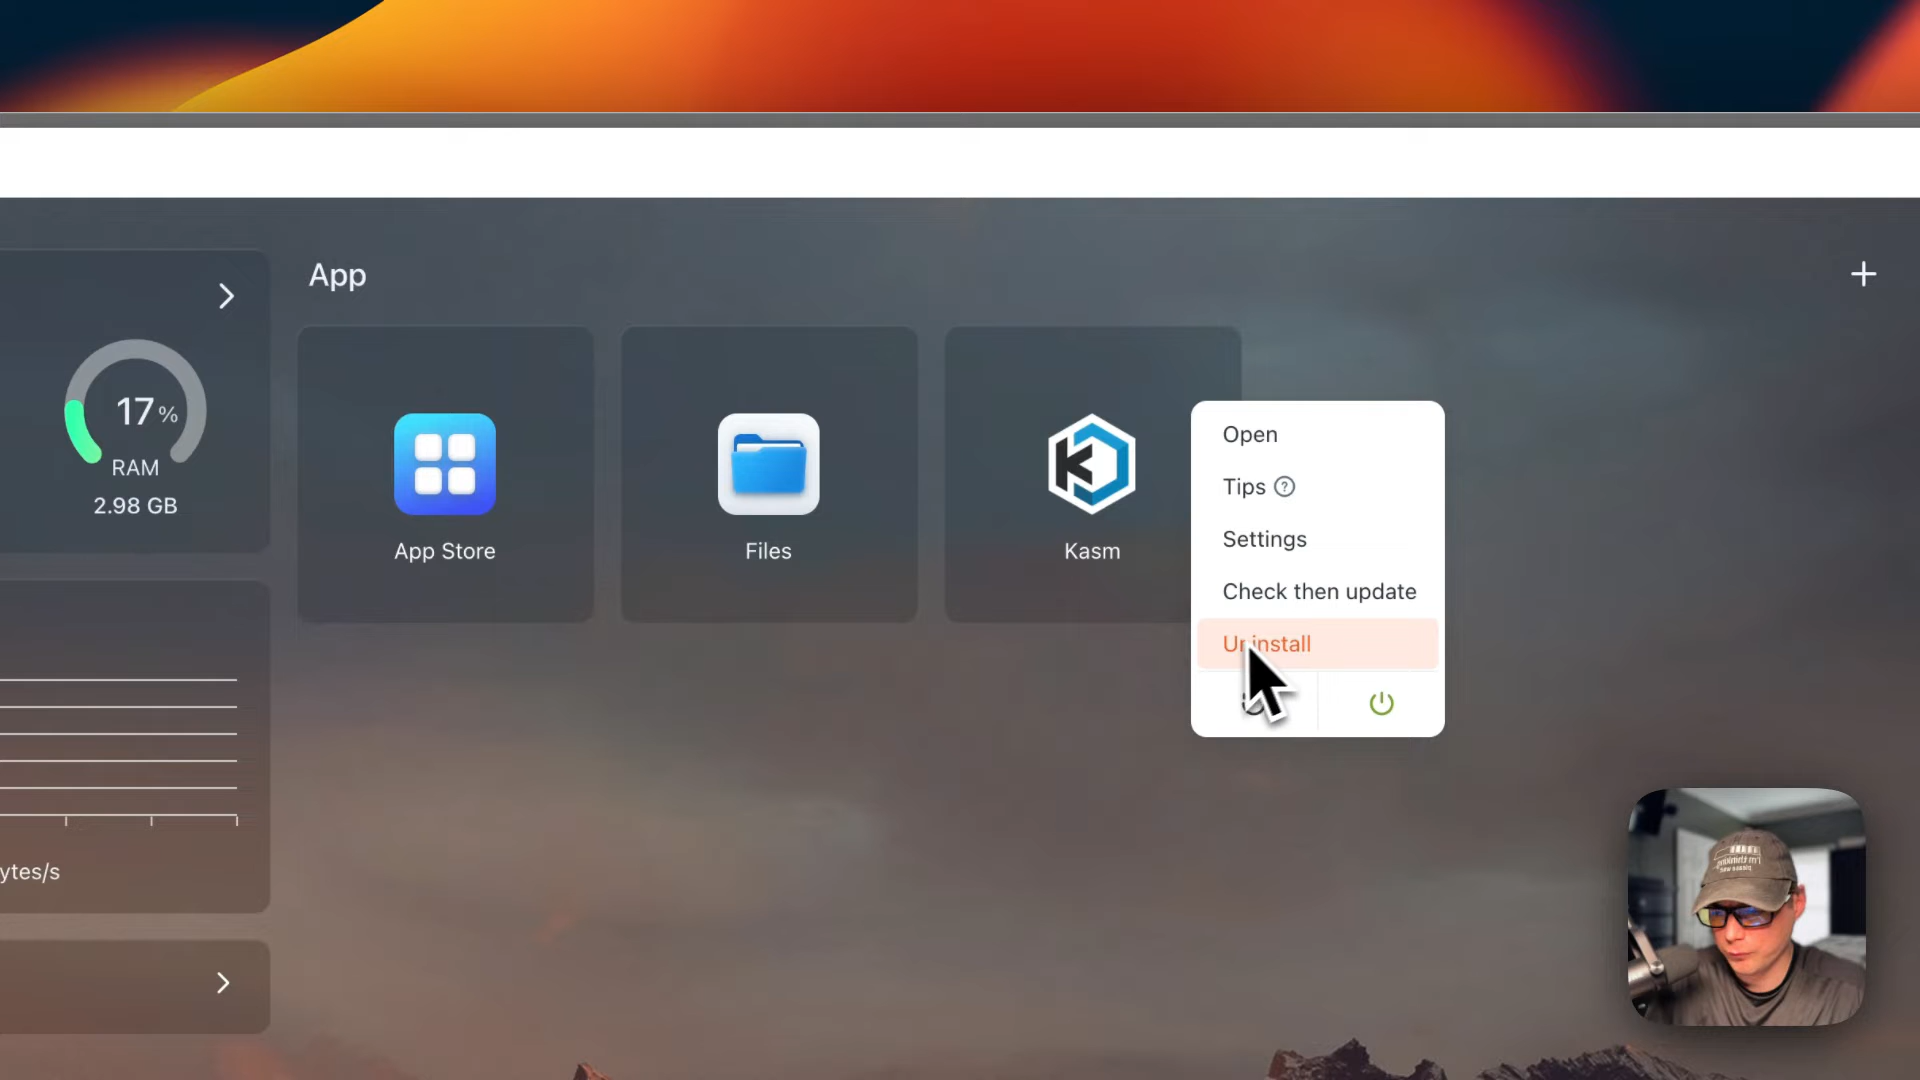 App
17%
RAM
2.98 GB
App Store
Files
Kasm
Open
Tips
Settings
Check then update
Uninstall
ytes/s